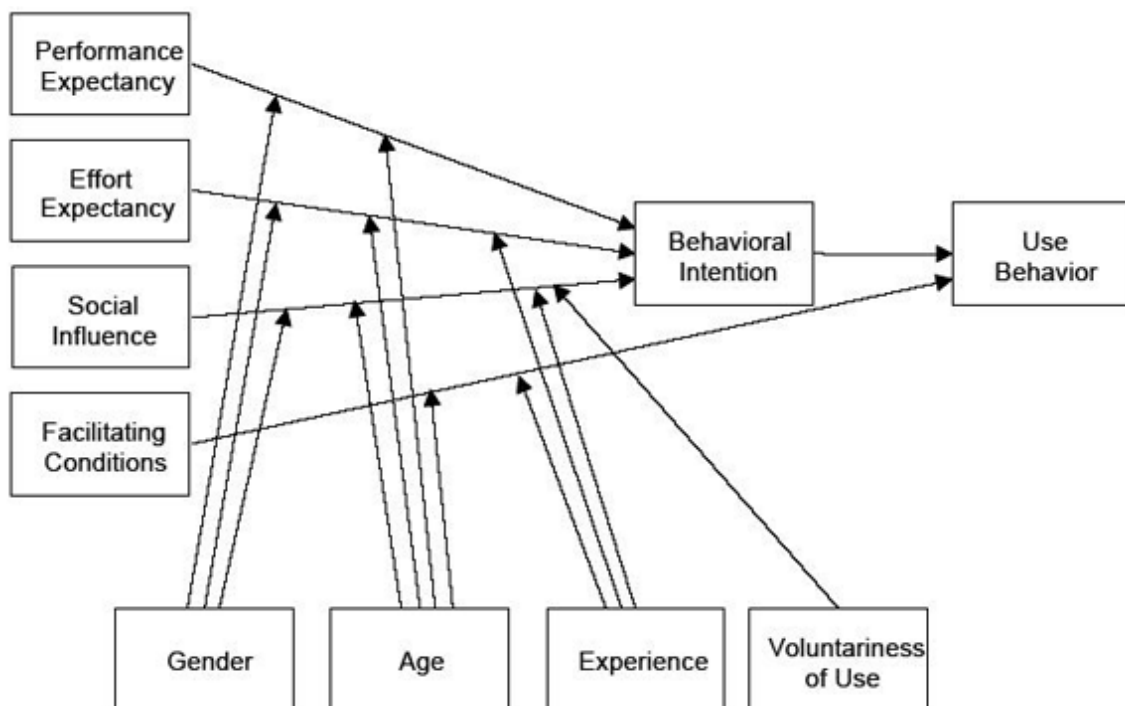 Performance
Expectancy
Effort
Expectancy
Social
Influence
Facilitating
Conditions
Behavioral
Intention
Use
Behavior
Gender
Age
Experience
Voluntariness
of Use